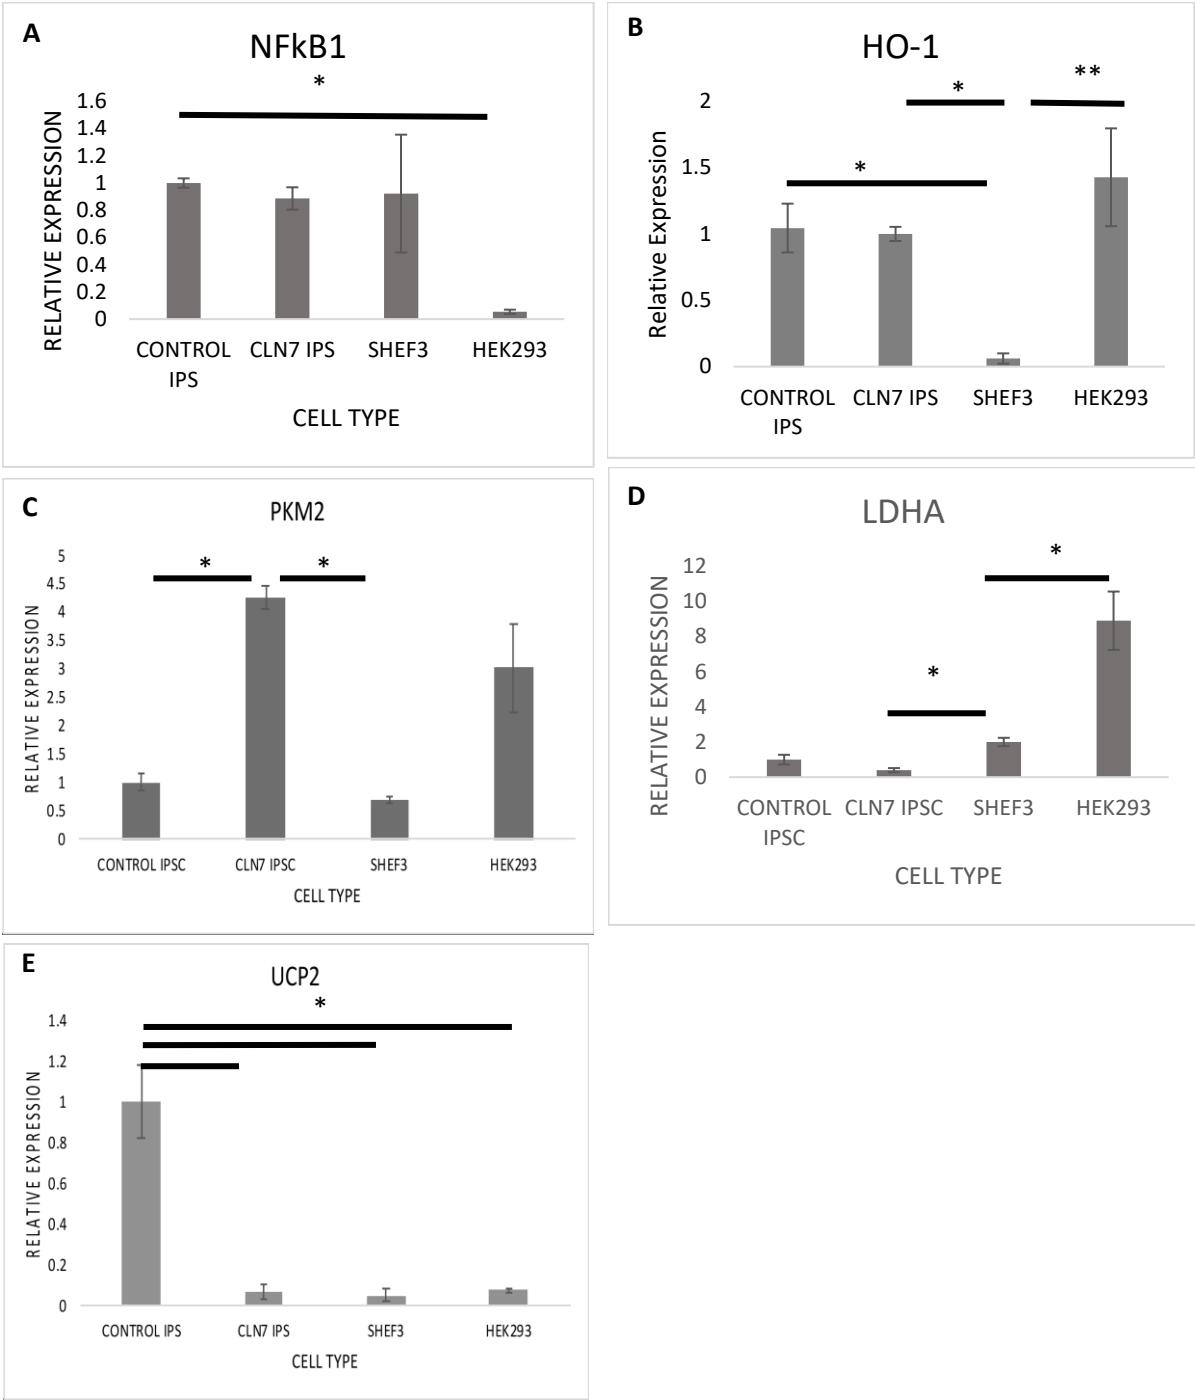 A
NFkB1
*
1.6
1.4
1.2
1
0.8
0.6
0.4
0.2
0
RELATIVE EXPRESSION
CONTROL IPS
CLN7 IPS
SHEF3
HEK293
CELL TYPE
B
HO-1
*
**
*
2
1.5
1
0.5
0
Relative Expression
CONTROL IPS
CLN7 IPS
SHEF3
HEK293
C
PKM2
*
*
5
4.5
4
3.5
3
2.5
2
1.5
1
0.5
0
RELATIVE EXPRESSION
CONTROL IPSC
CLN7 IPSC
SHEF3
HEK293
CELL TYPE
D
LDHA
*
*
12
10
8
6
4
2
0
RELATIVE EXPRESSION
CONTROL IPSC
CLN7 IPSC
SHEF3
HEK293
CELL TYPE
E
UCP2
*
1.4
1.2
1
0.8
0.6
0.4
0.2
0
RELATIVE EXPRESSION
CONTROL IPS
CLN7 IPS
SHEF3
HEK293
CELL TYPE